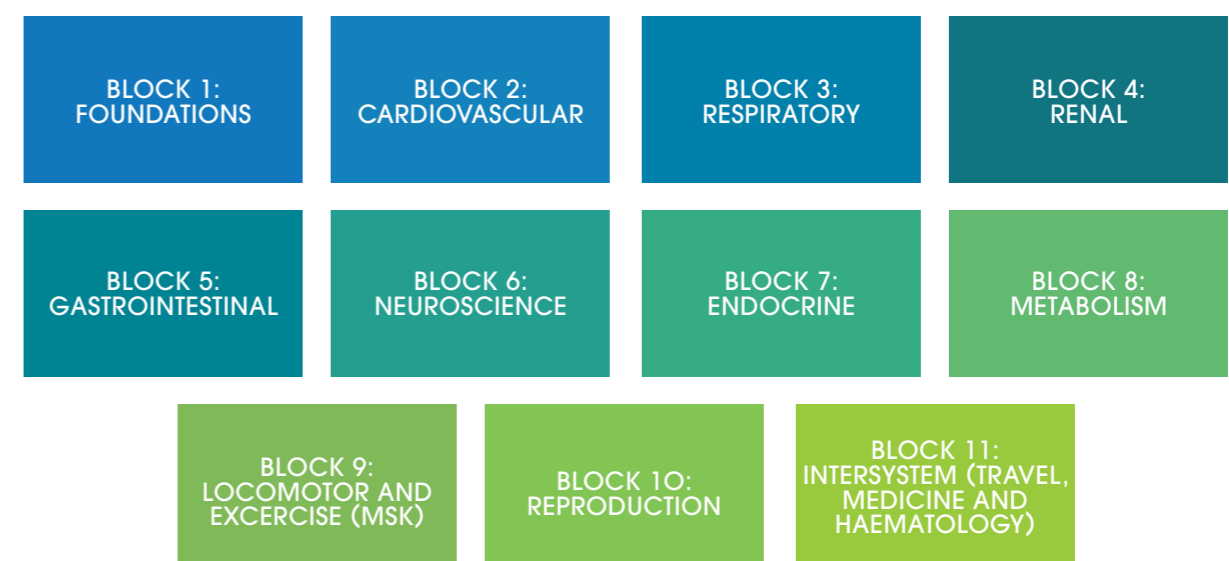 BLOCK 1:
FOUNDATIONS
BLOCK 2:
CARDIOVASCULAR
BLOCK 3:
RESPIRATORY
BLOCK 4:
RENAL
BLOCK 5:
GASTROINTESTINAL
BLOCK 6:
NEUROSCIENCE
BLOCK 7:
ENDOCRINE
BLOCK 8:
METABOLISM
BLOCK 9:
LOCOMOTOR AND
EXCERCISE (MSK)
BLOCK 10:
REPRODUCTION
BLOCK 11:
INTERSYSTEM (TRAVEL,
MEDICINE AND
HAEMATOLOGY)